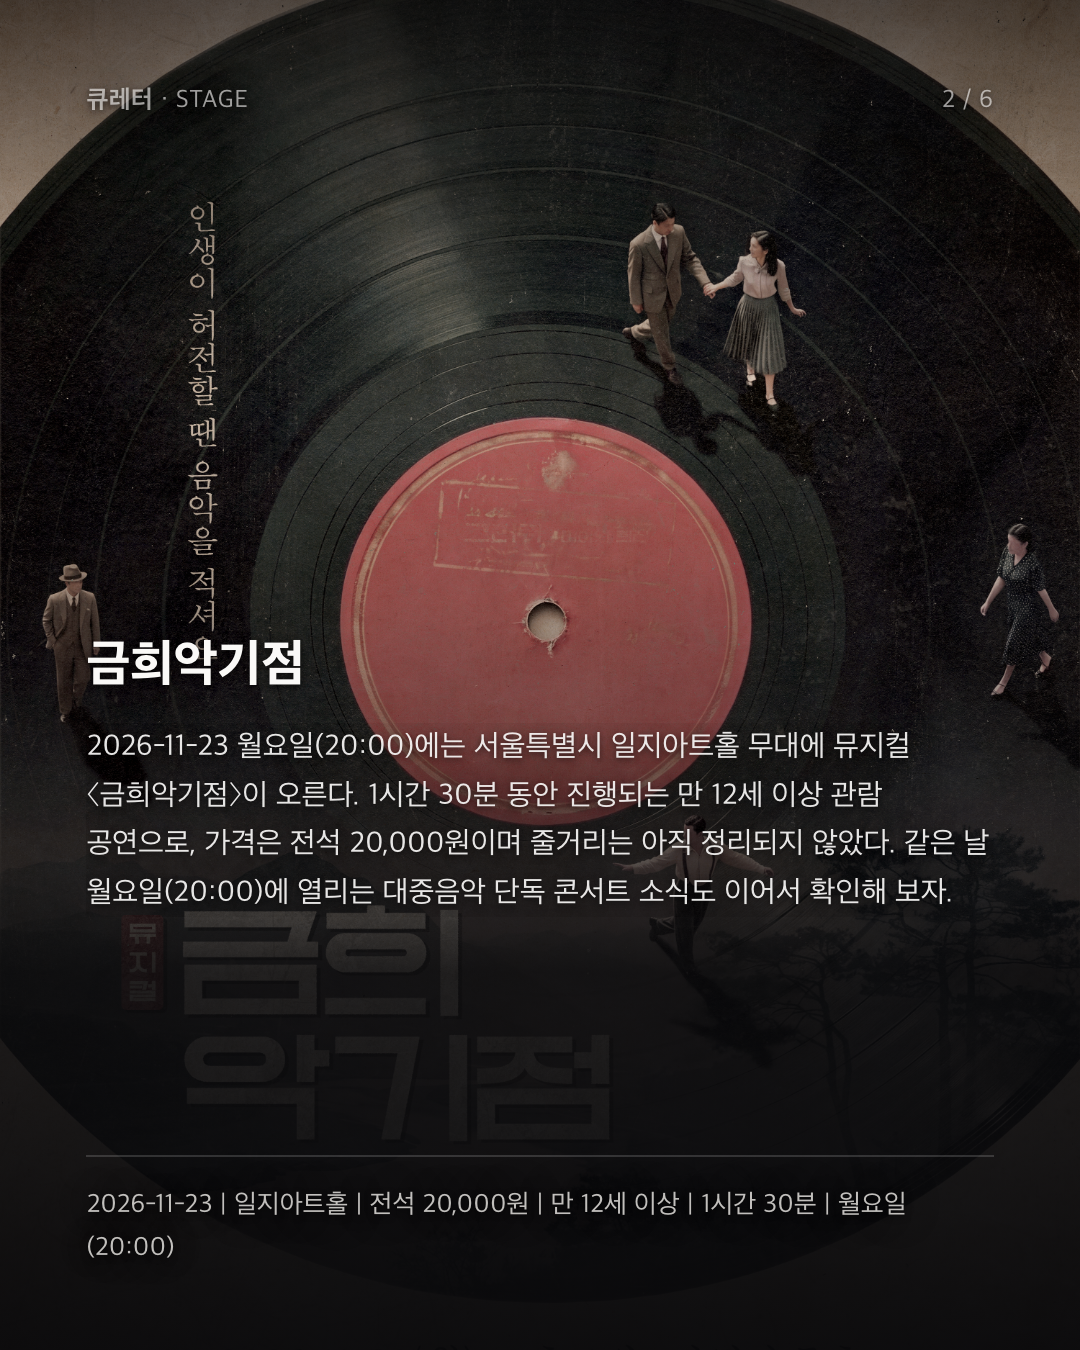 큐레터 · STAGE
2 / 6
인생이 허전할 땐 음악을 적셔
금희악기점
2026-11-23 월요일(20:00)에는 서울특별시 일지아트홀 무대에 뮤지컬
〈금희악기점〉이 오른다. 1시간 30분 동안 진행되는 만 12세 이상 관람
공연으로, 가격은 전석 20,000원이며 줄거리는 아직 정리되지 않았다. 같은 날
월요일(20:00)에 열리는 대중음악 단독 콘서트 소식도 이어서 확인해 보자.
뮤지컬
금희
악기점
2026-11-23 | 일지아트홀 | 전석 20,000원 | 만 12세 이상 | 1시간 30분 | 월요일
(20:00)